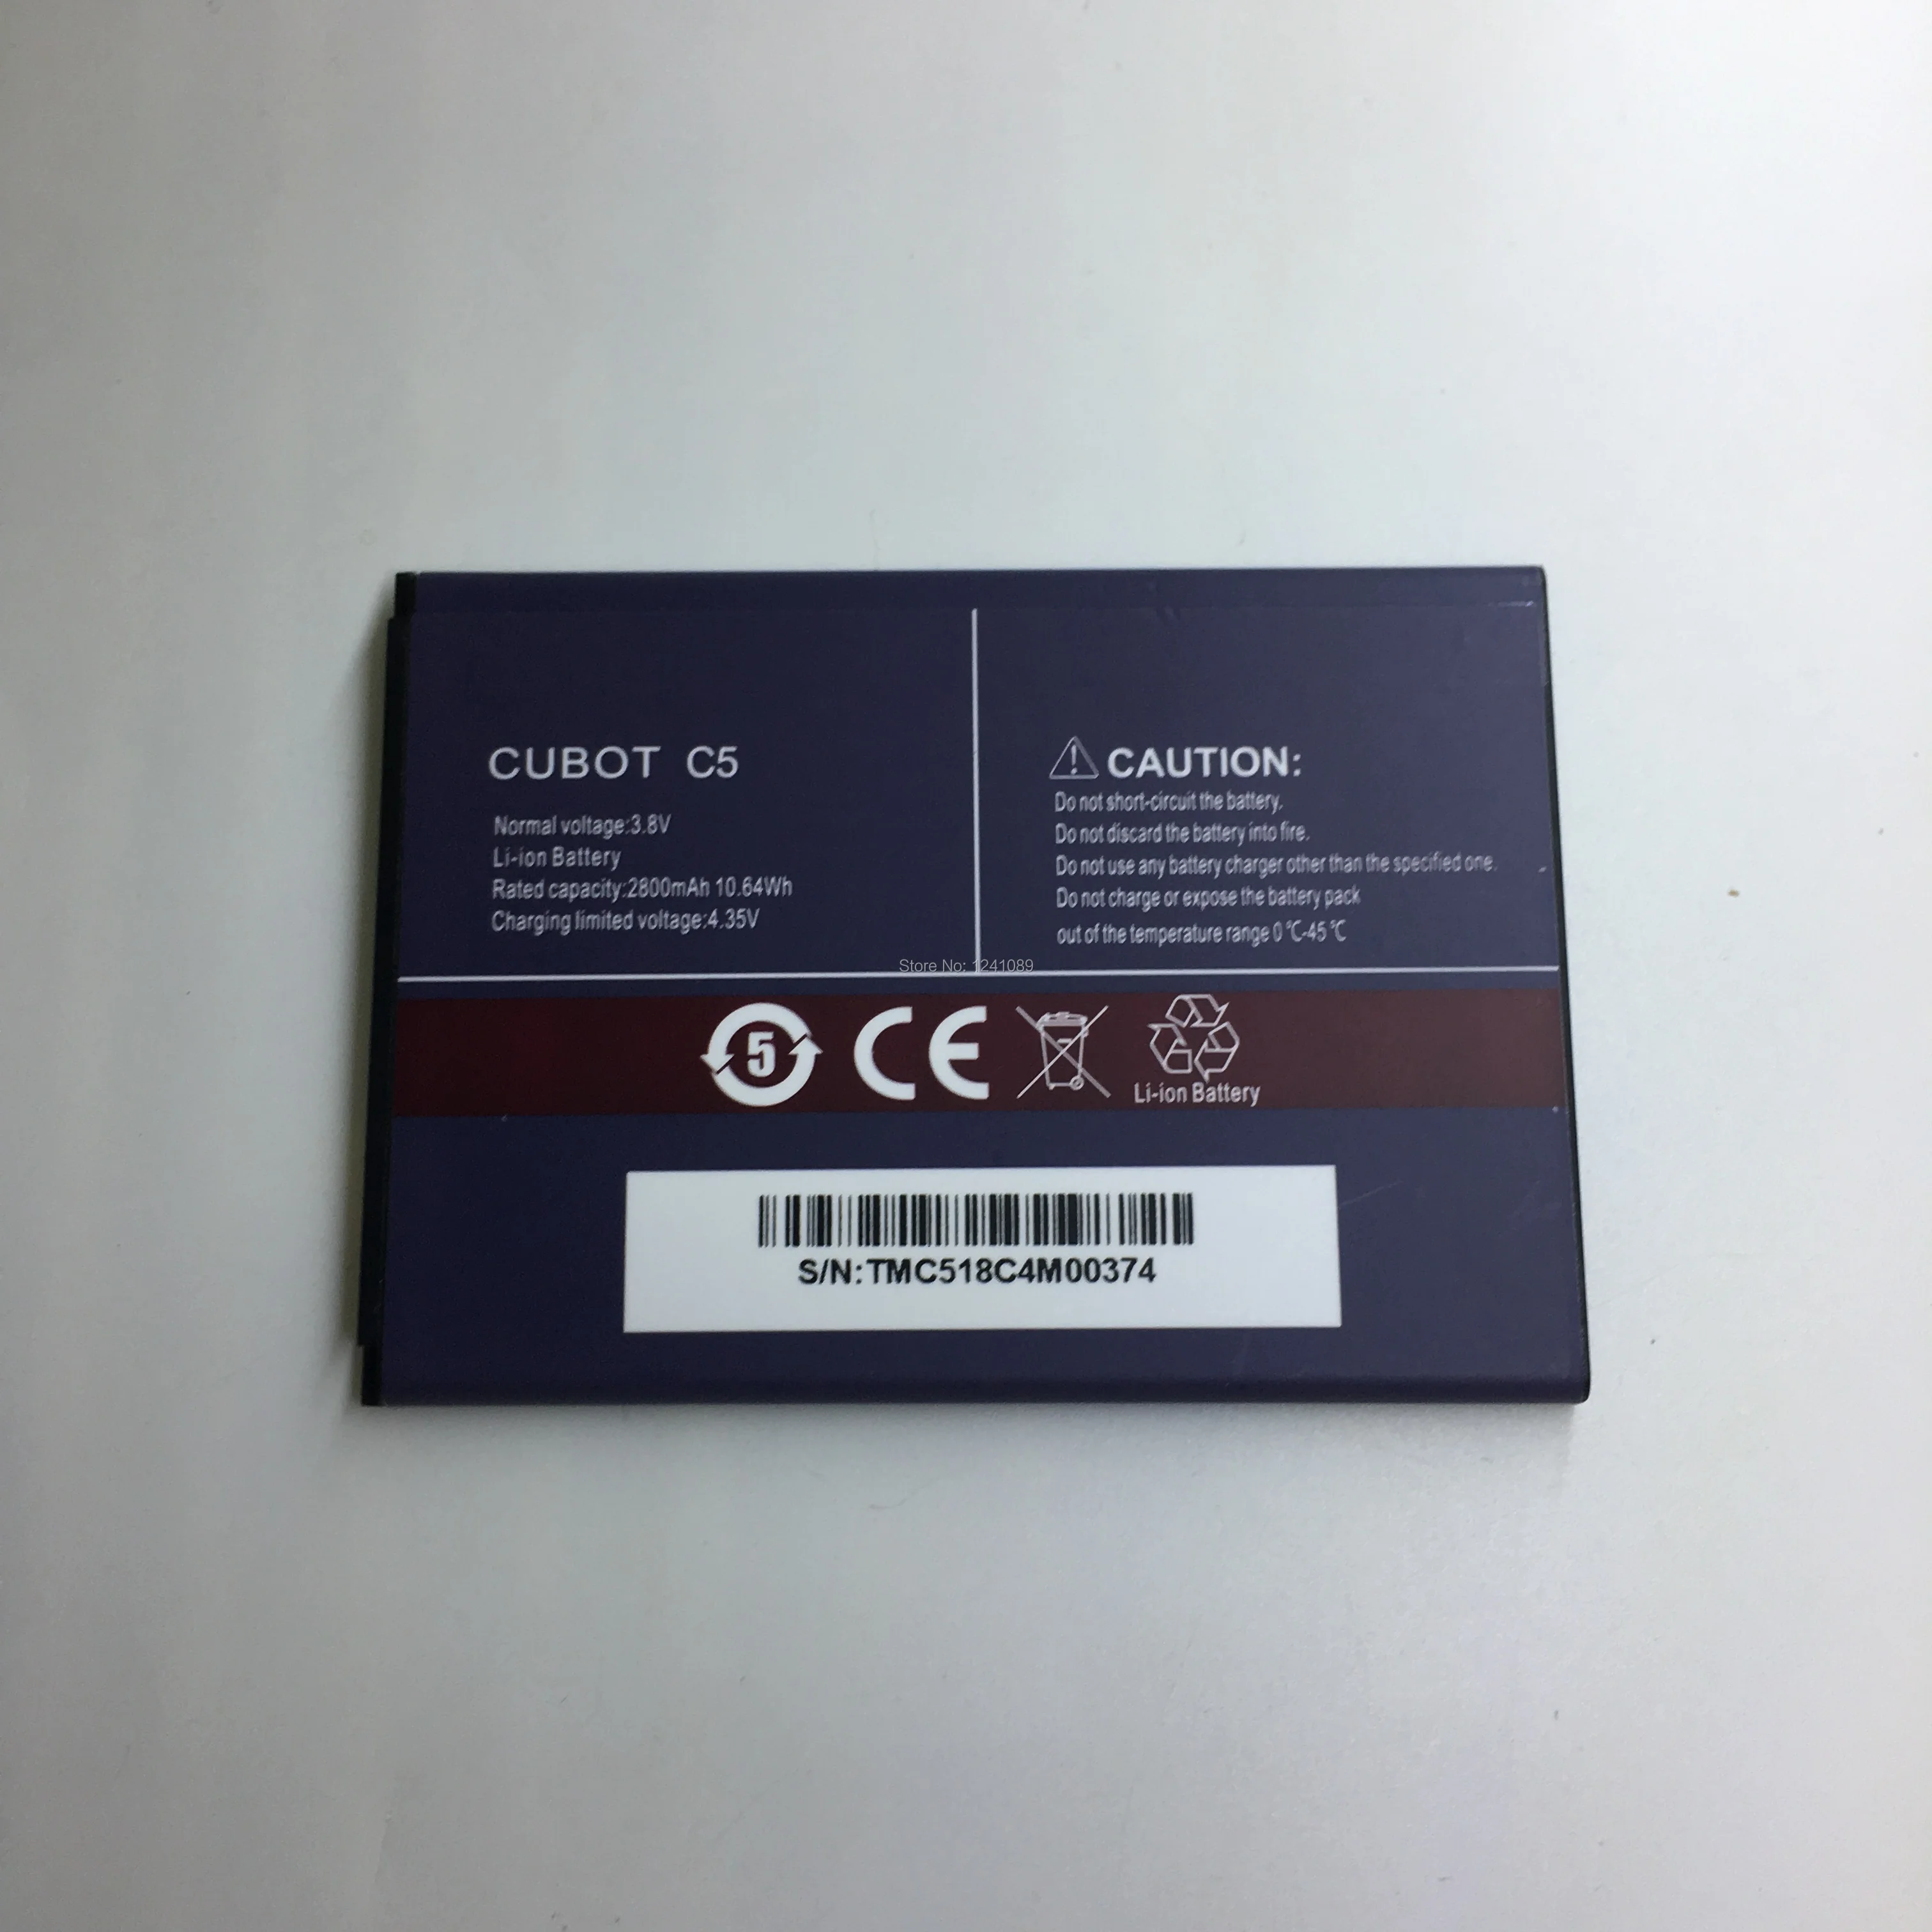 CUBOT C5
Normal voltage:3.8V
Li-ion Battery
Rated capacity:2800mAh 10.64Wh
Charging limited voltage:4.35V
CAUTION:
Do not short-circuit the battery.
Do not discard the battery into fire.
Do not use any battery charger other than the specified one.
Do not charge or expose the battery pack
out of the temperature range 0 ℃-45 ℃
Store No: 1241089
5
CE
Li-ion Battery
S/N:TMC518C4M00374